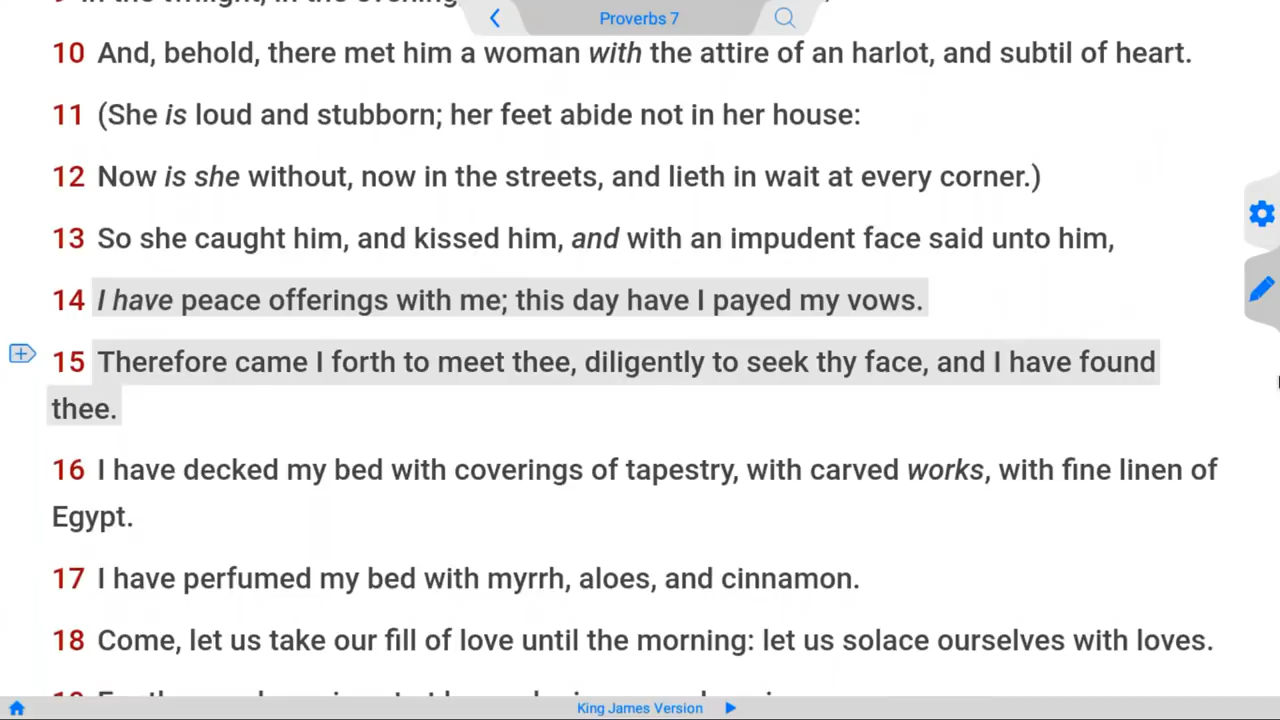 Proverbs 7
10 And, behold, there met him a woman with the attire of an harlot, and subtil of heart.
11 (She is loud and stubborn; her feet abide not in her house:
12 Now is she without, now in the streets, and lieth in wait at every corner.)
13 So she caught him, and kissed him, and with an impudent face said unto him,
14 I have peace offerings with me; this day have I payed my vows.
15 Therefore came I forth to meet thee, diligently to seek thy face, and I have found
thee.
16 I have decked my bed with coverings of tapestry, with carved works, with fine linen of
Egypt.
17 I have perfumed my bed with myrrh, aloes, and cinnamon.
18 Come, let us take our fill of love until the morning: let us solace ourselves with loves.
King James Version